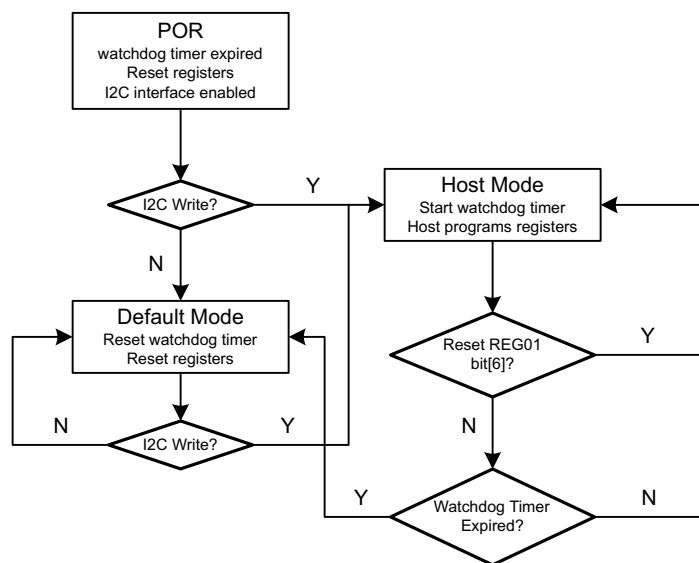 POR
watchdog timer expired
Reset registers
I2C interface enabled
I2C Write?
Y
N
Host Mode
Start watchdog timer
Host programs registers
Default Mode
Reset watchdog timer
Reset registers
Reset REG01
bit[6]?
Y
N
I2C Write?
N
Y
Watchdog Timer
Expired?
Y
N